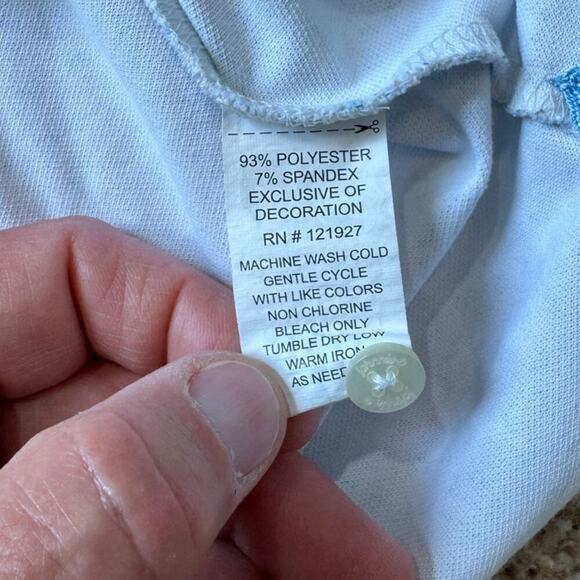 93% POLYESTER
7% SPANDEX
EXCLUSIVE OF
DECORATION
RN # 121927
MACHINE WASH COLD
GENTLE CYCLE
WITH LIKE COLORS
NON CHLORINE
BLEACH ONLY
TUMBLE DRY LOW
WARM IRON
AS NEED